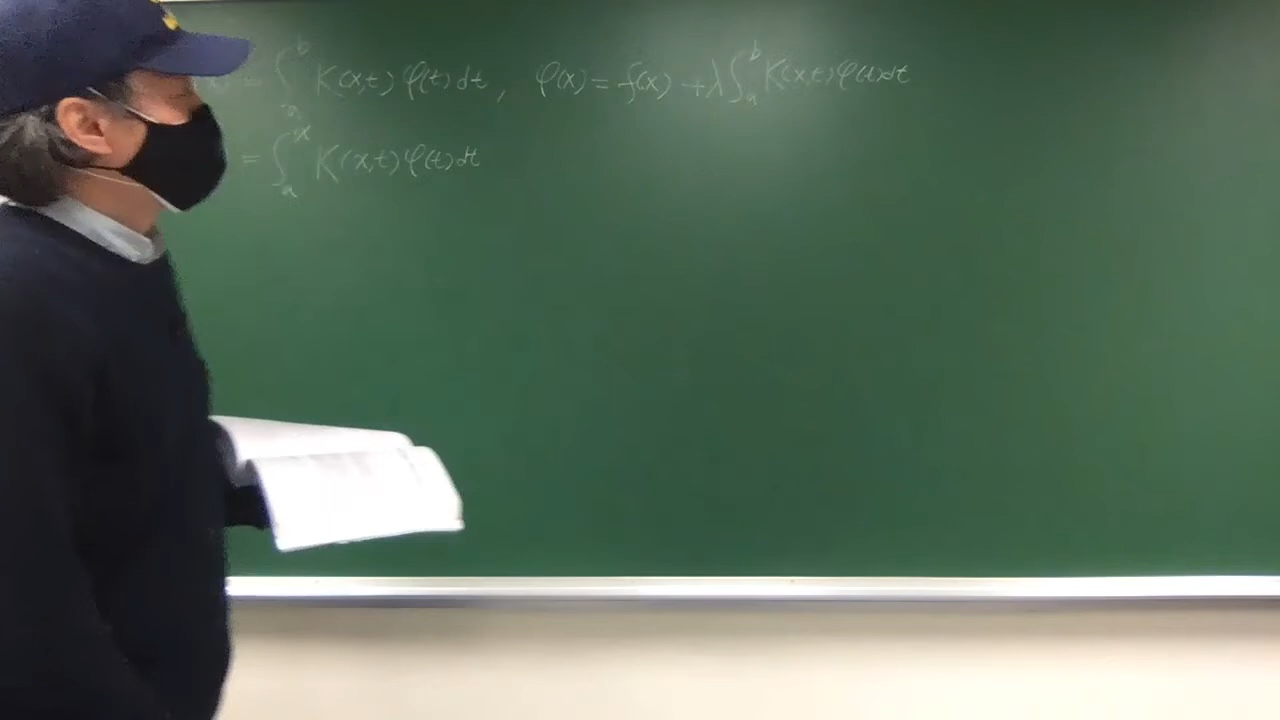 = ∫ₐᵇ K(x,t) φ(t) dt, φ(x) = f(x) + λ∫ₐᵇ K(x,t) φ(t) dt
= ∫ₐˣ K(x,t) φ(t) dt